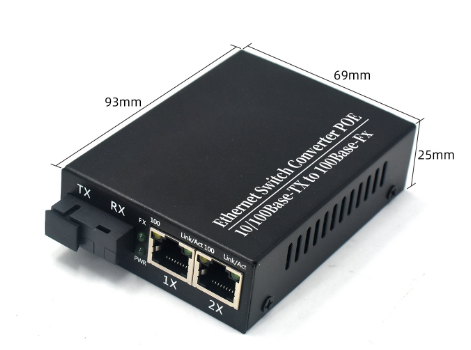 93mm
69mm
25mm
Ethernet Switch Converter POE
10/100Base-TX to 100Base-Fx
TX RX
FX 100 Link/Act 100 Link/Act
PWR
1X 2X